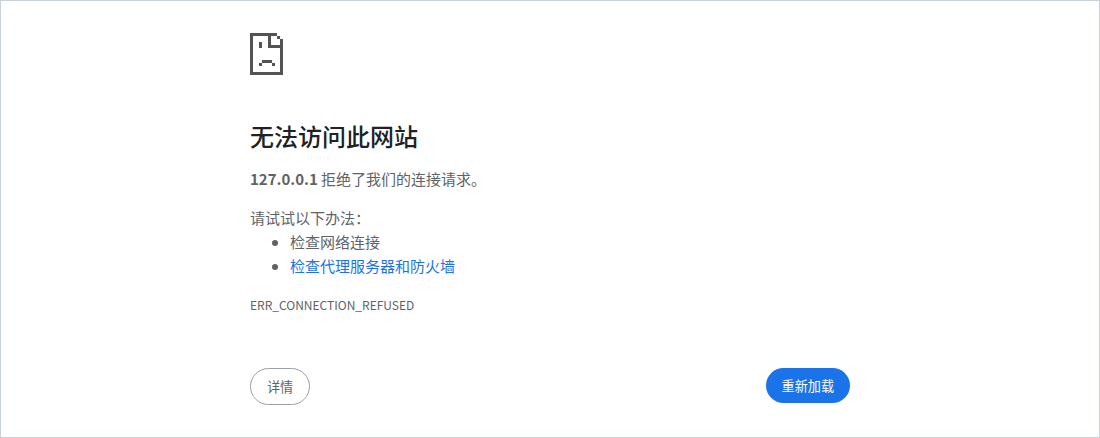 无法访问此网站
127.0.0.1 拒绝了我们的连接请求。
请试试以下办法：
检查网络连接
检查代理服务器和防火墙
ERR_CONNECTION_REFUSED
详情
重新加载